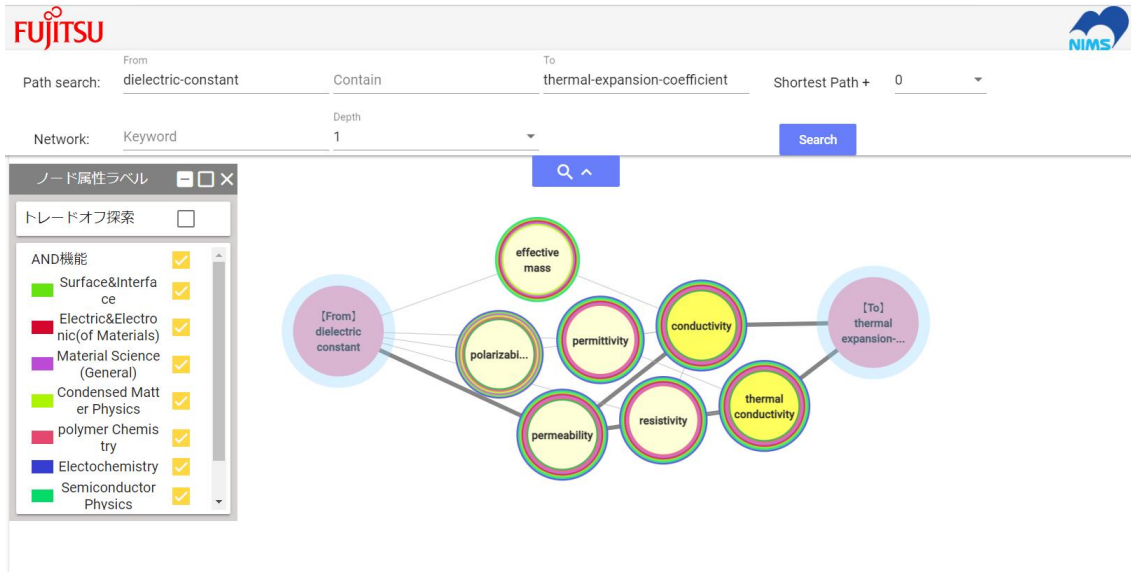 FUJITSU
NIMS
From
To
Path search:
dielectric-constant
Contain
thermal-expansion-coefficient
Shortest Path +
0
Depth
Network:
Keyword
1
Search
ノード属性ラベル
トレードオフ探索
AND機能
Surface&Interfa
ce
Electric&Electro
nic(of Materials)
Material Science
(General)
Condensed Matt
er Physics
polymer Chemis
try
Electochemistry
Semiconductor
Physics
effective
mass
【From】
dielectric
constant
polarizabi...
permittivity
conductivity
【To】
thermal
expansion-...
permeability
resistivity
thermal
conductivity